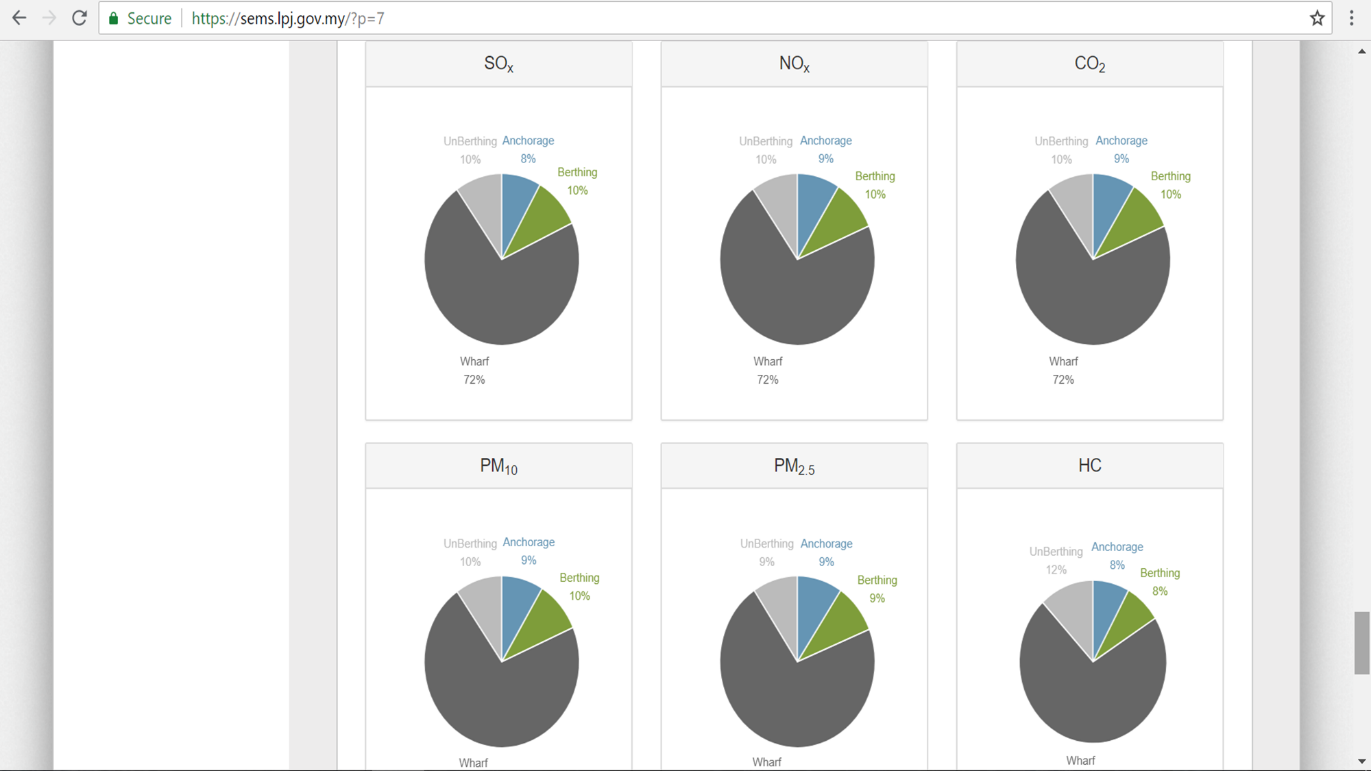 Secure https://sems.lpj.gov.my/?p=7
SOx
UnBerthing
10%
Anchorage
8%
Berthing
10%
Wharf
72%
NOx
UnBerthing
10%
Anchorage
9%
Berthing
10%
Wharf
72%
CO2
UnBerthing
10%
Anchorage
9%
Berthing
10%
Wharf
72%
PM10
UnBerthing
10%
Anchorage
9%
Berthing
10%
Wharf
PM2.5
UnBerthing
9%
Anchorage
9%
Berthing
9%
Wharf
HC
UnBerthing
12%
Anchorage
8%
Berthing
8%
Wharf